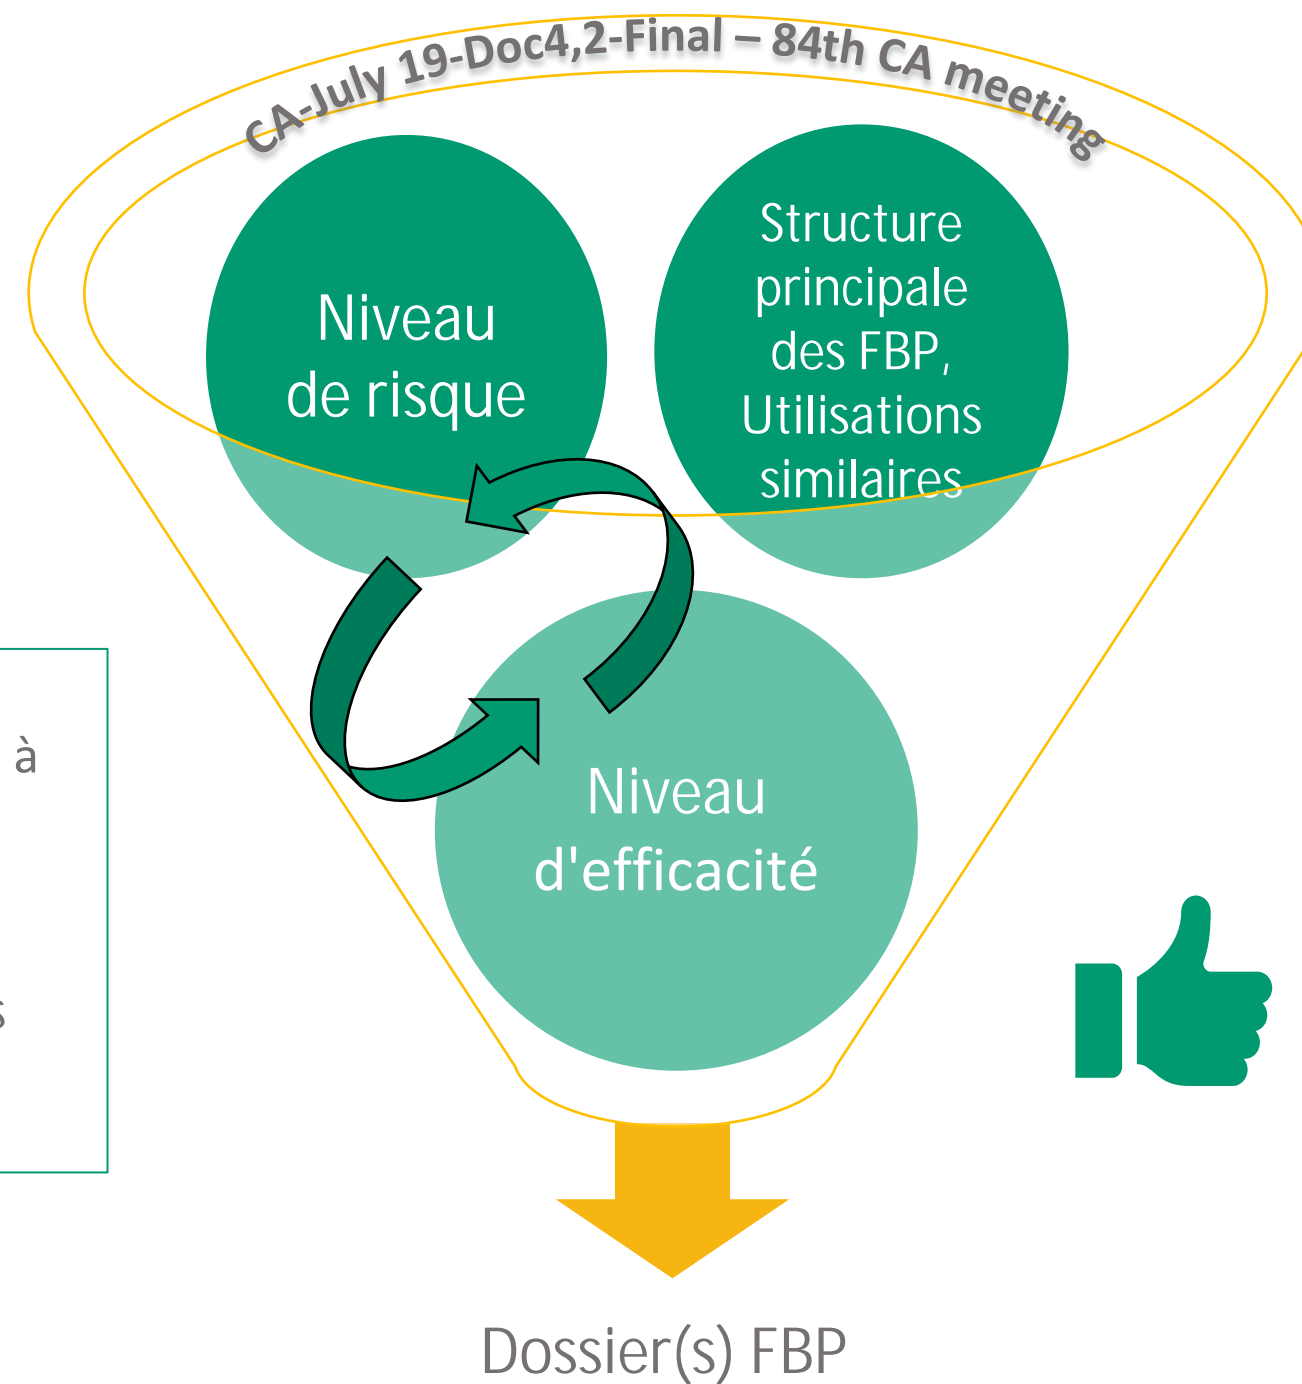 CA-July 19-Doc4,2-Final – 84th CA meeting
Niveau
de risque
Structure
principale
des FBP,
Utilisations
similaires
à
s
Niveau
d'efficacité
Dossier(s) FBP